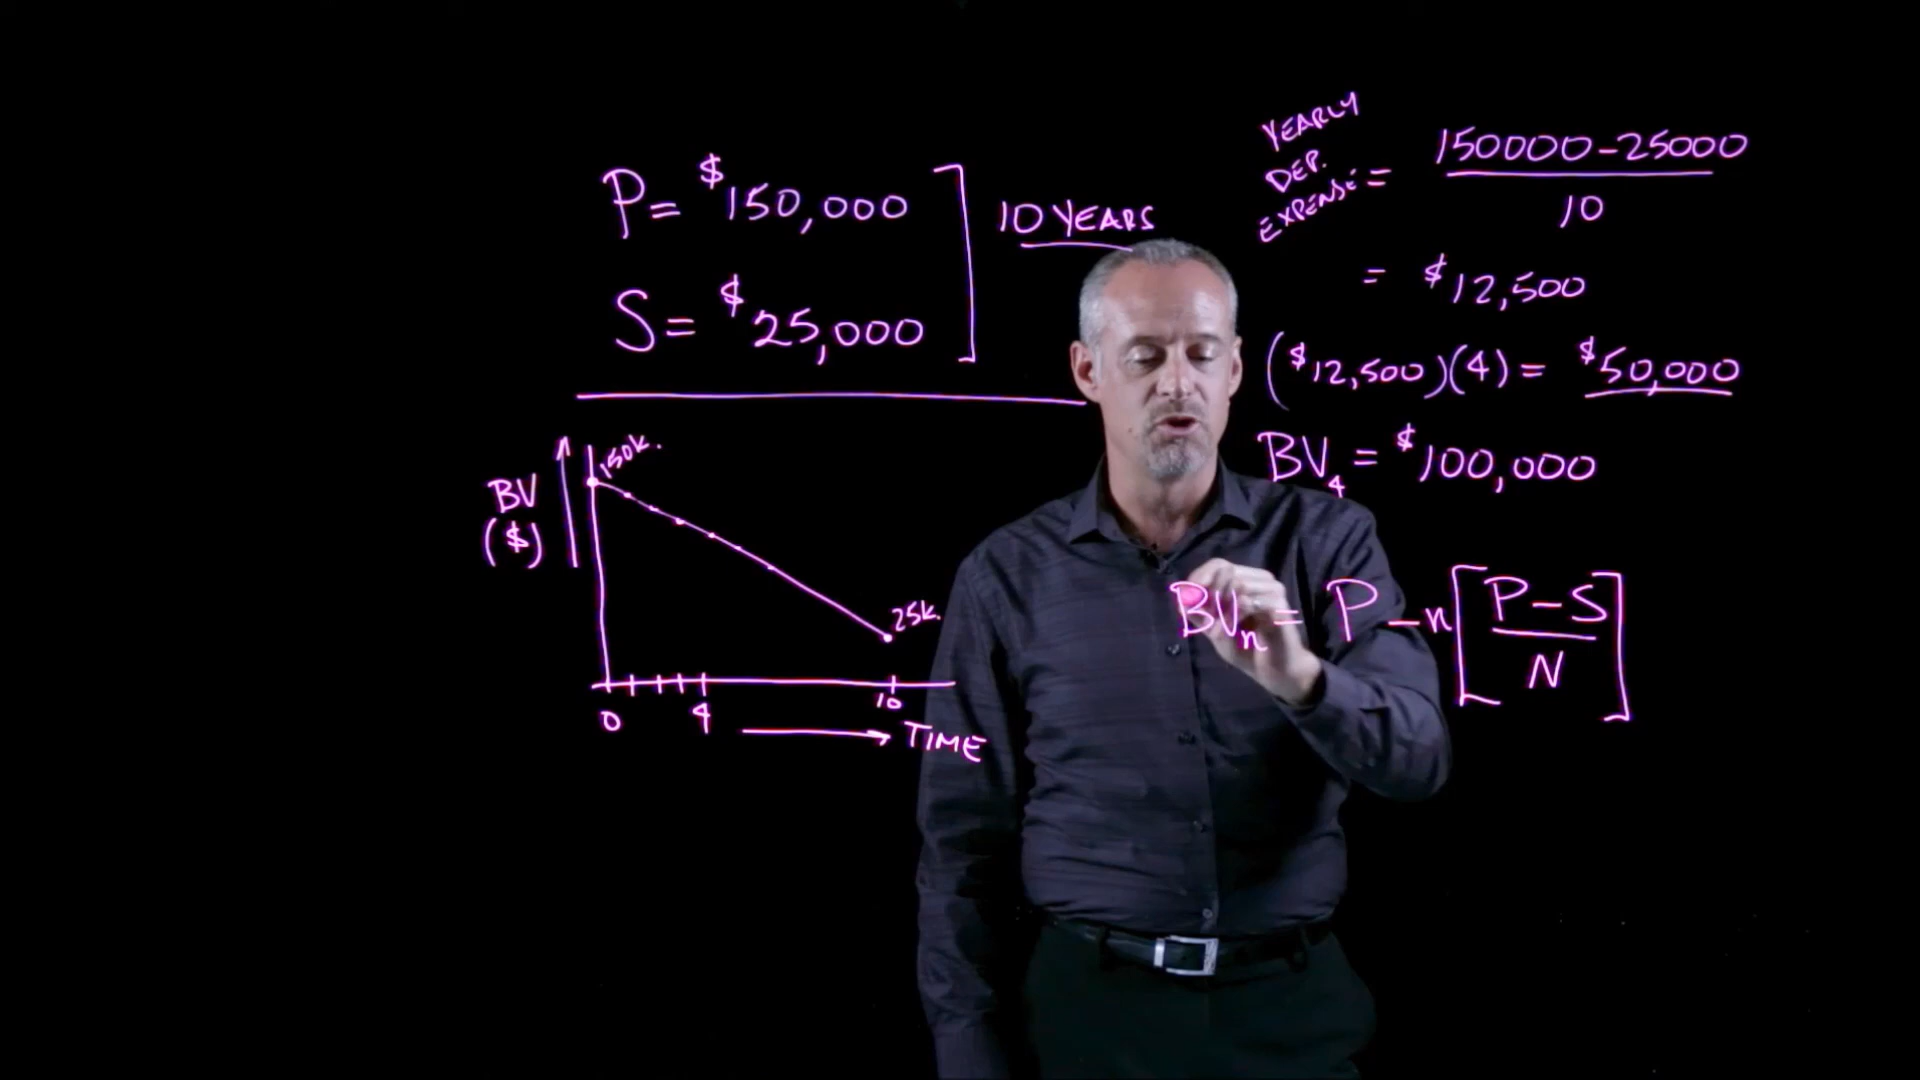 P = $150,000
S = $25,000
10 YEARS
BV
($)
150k.
25k.
0 4 10
TIME
YEARLY
DEP.
EXPENSE = 150000 - 25000
10
= $12,500
($12,500)(4) = $50,000
BV4 = $100,000
BVn = P - n[P - S
N]